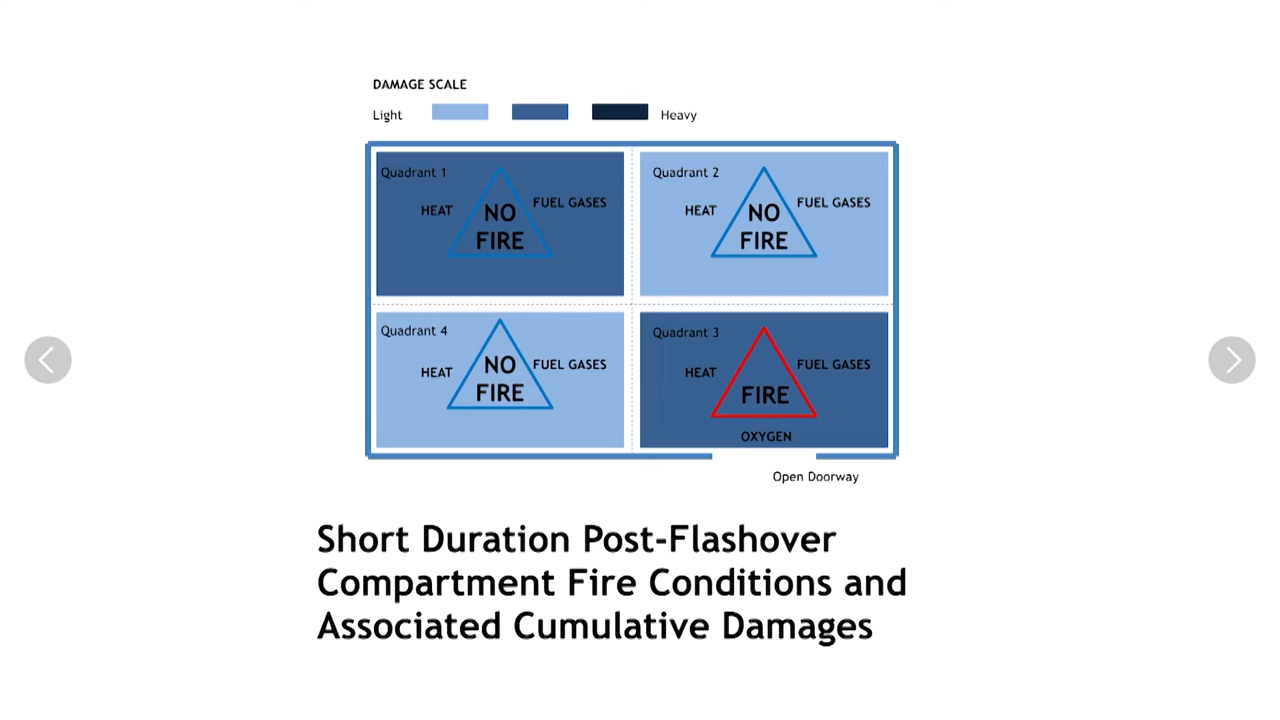 DAMAGE SCALE
Light Heavy
Quadrant 1
HEAT
NO
FIRE
FUEL GASES
Quadrant 2
HEAT
NO
FIRE
FUEL GASES
Quadrant 4
HEAT
NO
FIRE
FUEL GASES
Quadrant 3
HEAT
FIRE
FUEL GASES
OXYGEN
Open Doorway
Short Duration Post-Flashover
Compartment Fire Conditions and
Associated Cumulative Damages